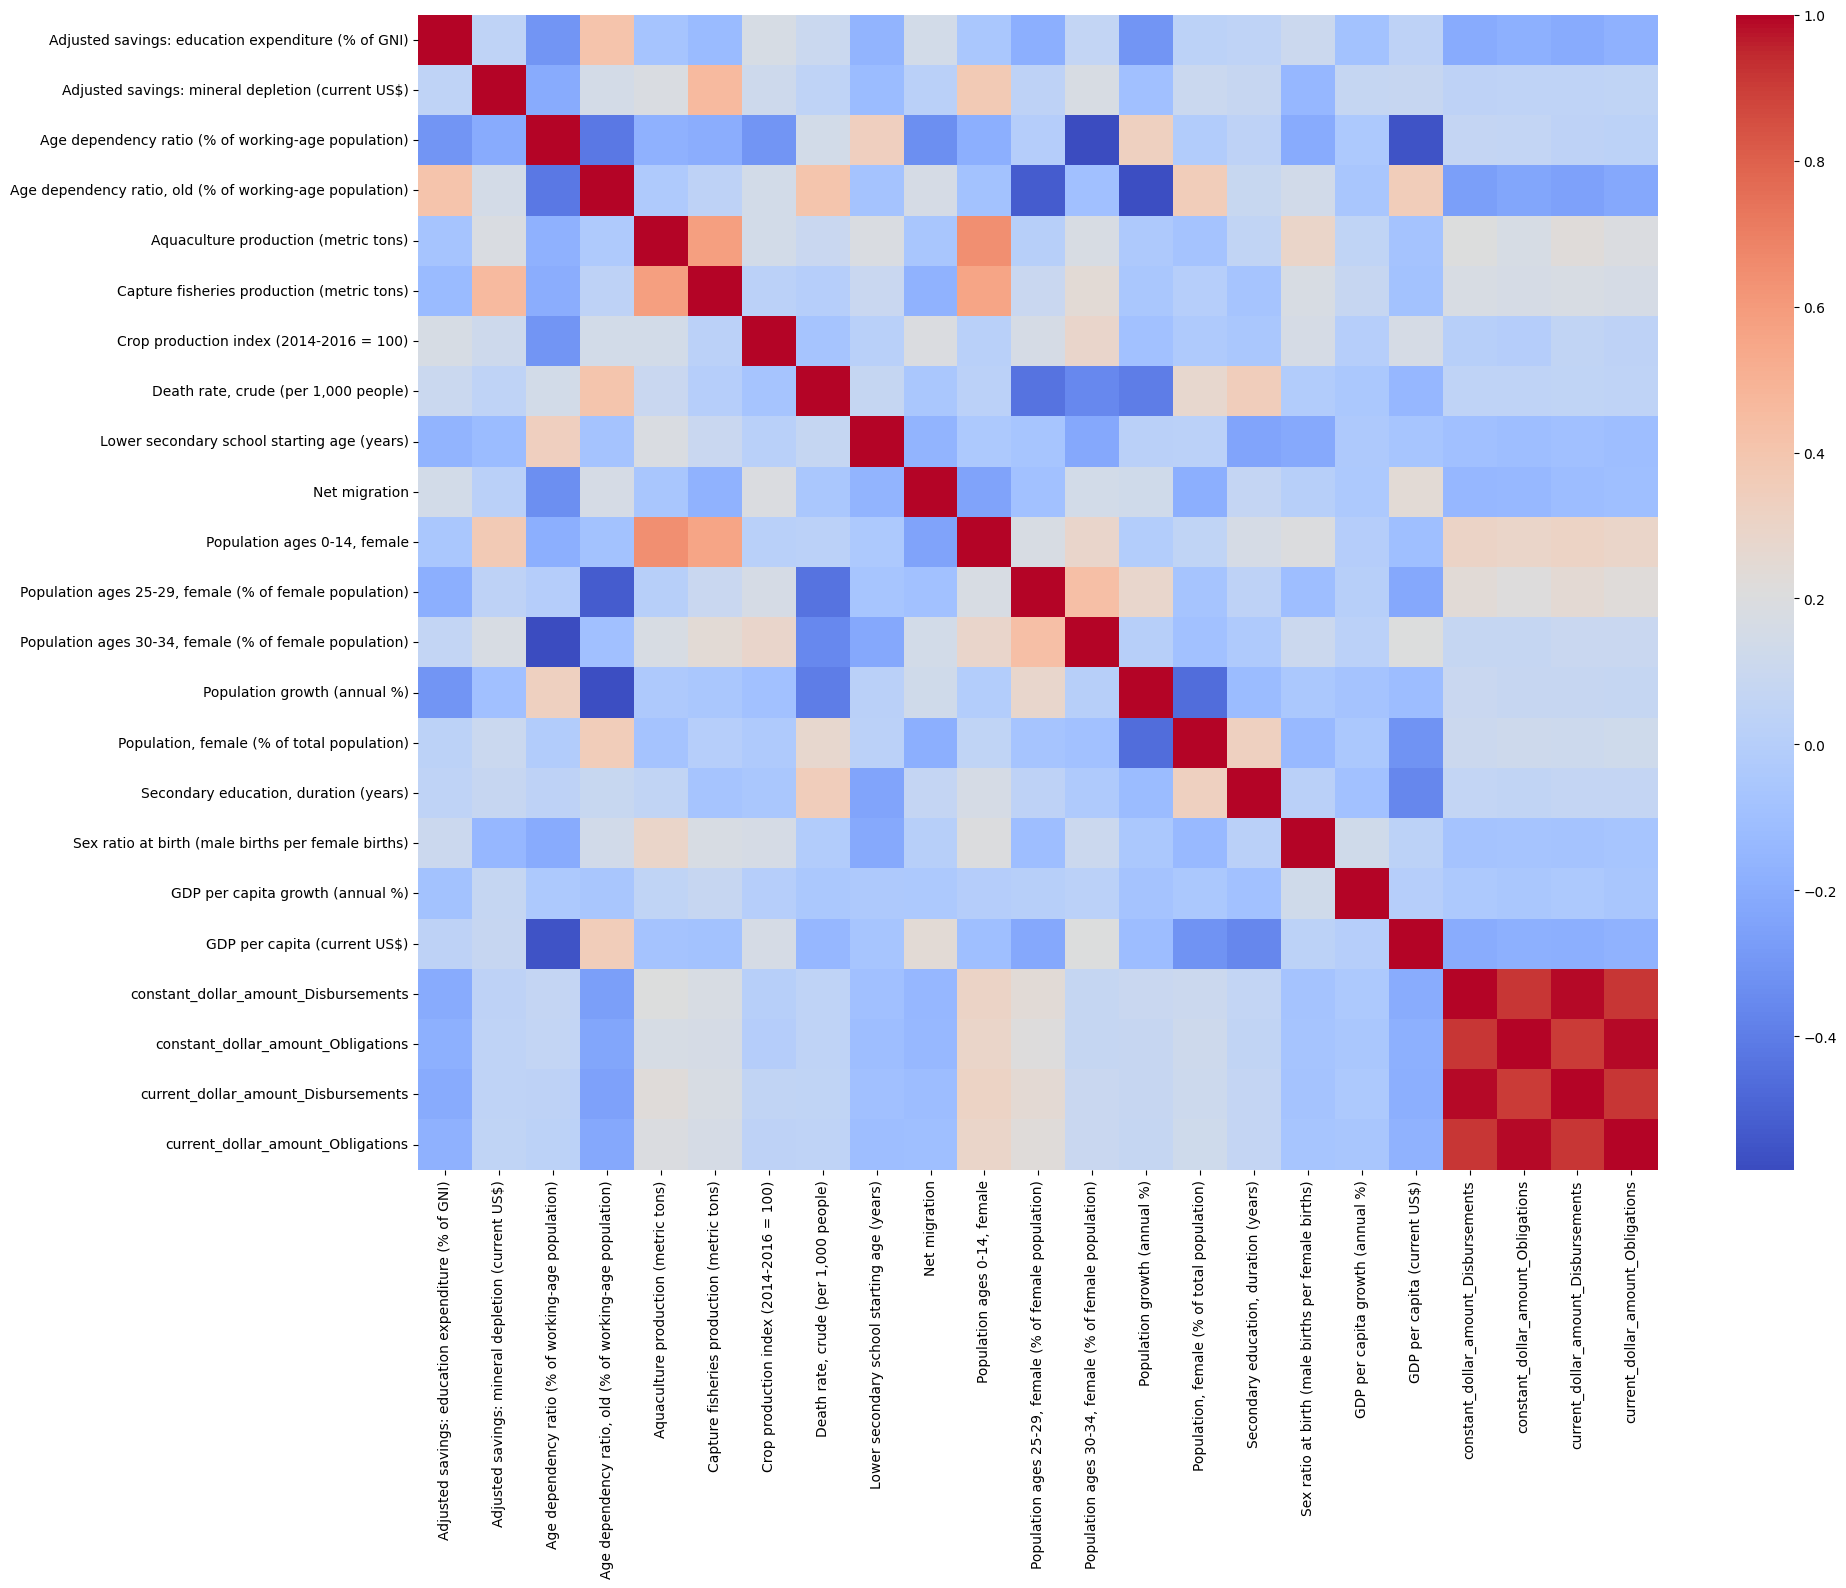 Adjusted savings: education expenditure (% of GNI)
Adjusted savings: mineral depletion (current US$)
Age dependency ratio (% of working-age population)
Age dependency ratio, old (% of working-age population)
Aquaculture production (metric tons)
Capture fisheries production (metric tons)
Crop production index (2014-2016 = 100)
Death rate, crude (per 1,000 people)
Lower secondary school starting age (years)
Net migration
Population ages 0-14, female
Population ages 25-29, female (% of female population)
Population ages 30-34, female (% of female population)
Population growth (annual %)
Population, female (% of total population)
Secondary education, duration (years)
Sex ratio at birth (male births per female births)
GDP per capita growth (annual %)
GDP per capita (current US$)
constant_dollar_amount_Disbursements
constant_dollar_amount_Obligations
current_dollar_amount_Disbursements
current_dollar_amount_Obligations
Adjusted savings: education expenditure (% of GNI)
Adjusted savings: mineral depletion (current US$)
Age dependency ratio (% of working-age population)
Age dependency ratio, old (% of working-age population)
Aquaculture production (metric tons)
Capture fisheries production (metric tons)
Crop production index (2014-2016 = 100)
Death rate, crude (per 1,000 people)
Lower secondary school starting age (years)
Net migration
Population ages 0-14, female
Population ages 25-29, female (% of female population)
Population ages 30-34, female (% of female population)
Population growth (annual %)
Population, female (% of total population)
Secondary education, duration (years)
Sex ratio at birth (male births per female births)
GDP per capita growth (annual %)
GDP per capita (current US$)
constant_dollar_amount_Disbursements
constant_dollar_amount_Obligations
current_dollar_amount_Disbursements
current_dollar_amount_Obligations
1.0
0.8
0.6
0.4
0.2
0.0
−0.2
−0.4